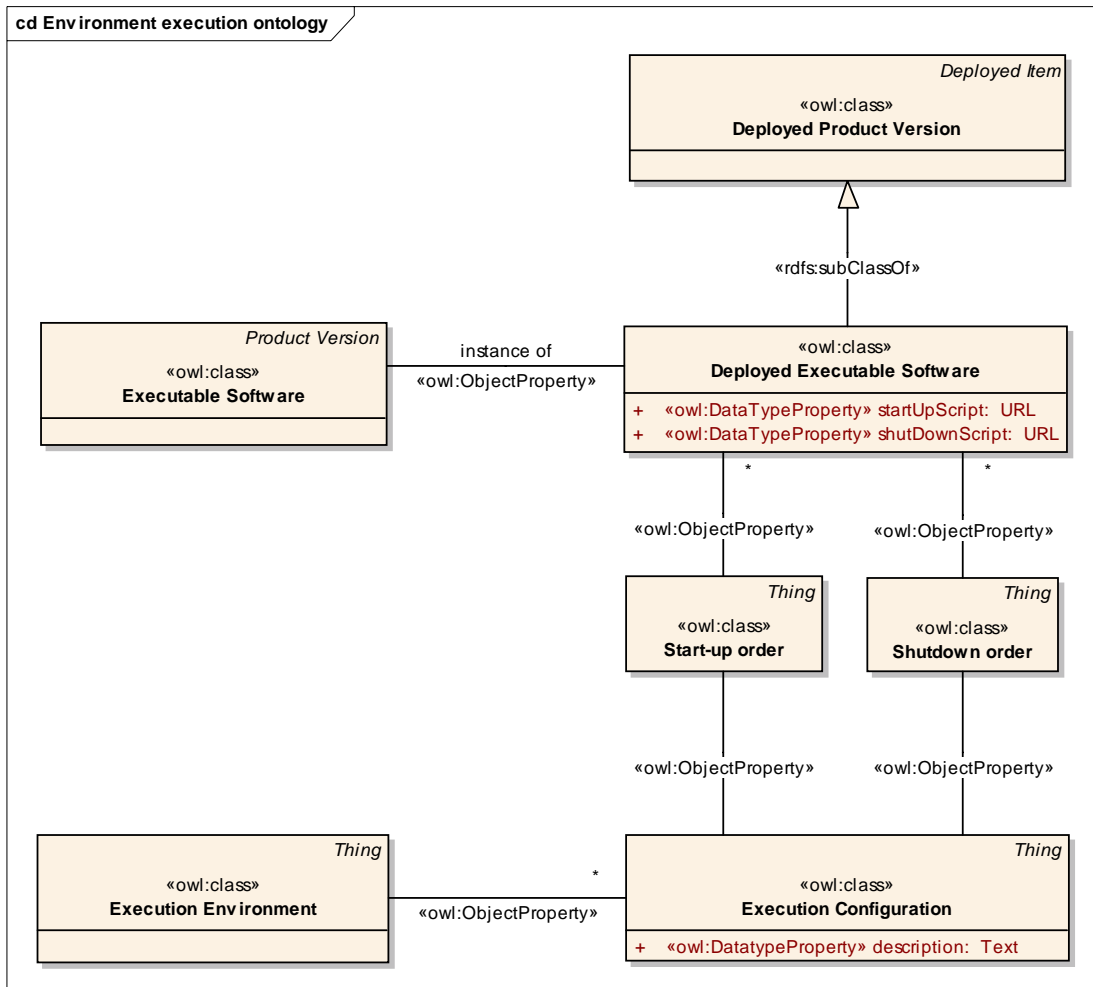 cd Environment execution ontology
Deployed Item
«owl:class»
Deployed Product Version
«rdfs:subClassOf»
Product Version
«owl:class»
Executable Software
instance of
«owl:ObjectProperty»
«owl:class»
Deployed Executable Software
+ «owl:DataTypeProperty» startUpScript: URL
+ «owl:DataTypeProperty» shutDownScript: URL
* *
«owl:ObjectProperty» «owl:ObjectProperty»
Thing
«owl:class»
Start-up order
Thing
«owl:class»
Shutdown order
«owl:ObjectProperty» «owl:ObjectProperty»
Thing
«owl:class»
Execution Environment
*
«owl:ObjectProperty»
Thing
«owl:class»
Execution Configuration
+ «owl:DatatypeProperty» description: Text